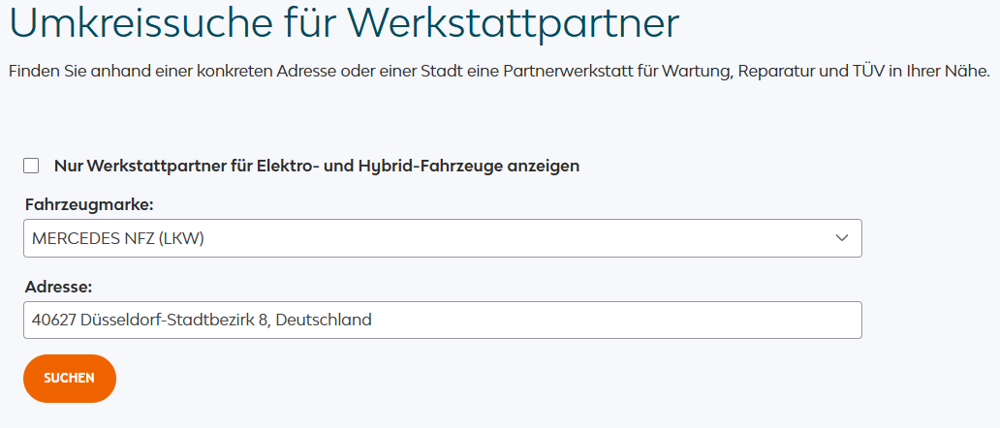 Umkreissuche für Werkstattpartner
Finden Sie anhand einer konkreten Adresse oder einer Stadt eine Partnerwerkstatt für Wartung, Reparatur und TÜV in Ihrer Nähe.
Nur Werkstattpartner für Elektro- und Hybrid-Fahrzeuge anzeigen
Fahrzeugmarke:
MERCEDES NFZ (LKW)
Adresse:
40627 Düsseldorf-Stadtbezirk 8, Deutschland
SUCHEN